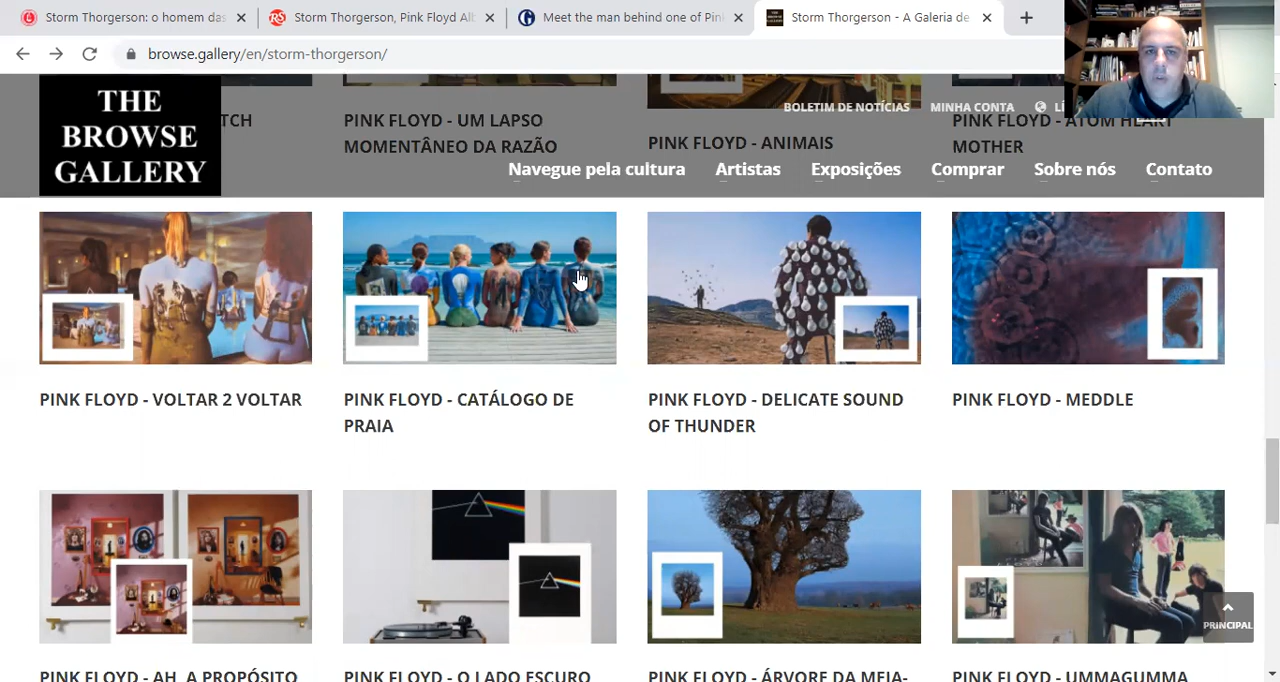 Storm Thorgerson: o homem das
Storm Thorgerson, Pink Floyd Alb
Meet the man behind one of Pin
Storm Thorgerson - A Galeria de
browse.gallery/en/storm-thorgerson/
THE
BROWSE
GALLERY
TCH
PINK FLOYD - UM LAPSO
MOMENTÂNEO DA RAZÃO
PINK FLOYD - ANIMAIS
PINK FLOYD - ATOM HEART
MOTHER
BOLETIM DE NOTÍCIAS
MINHA CONTA
Navegue pela cultura
Artistas
Exposições
Comprar
Sobre nós
Contato
PINK FLOYD - VOLTAR 2 VOLTAR
PINK FLOYD - CATÁLOGO DE
PRAIA
PINK FLOYD - DELICATE SOUND
OF THUNDER
PINK FLOYD - MEDDLE
PRINCIPAL
PINK FLOYD - AH, A PROPÓSITO
PINK FLOYD - O LADO ESCURO
PINK FLOYD - ÁRVORE DA MEIA-
PINK FLOYD - UMMAGUMMA